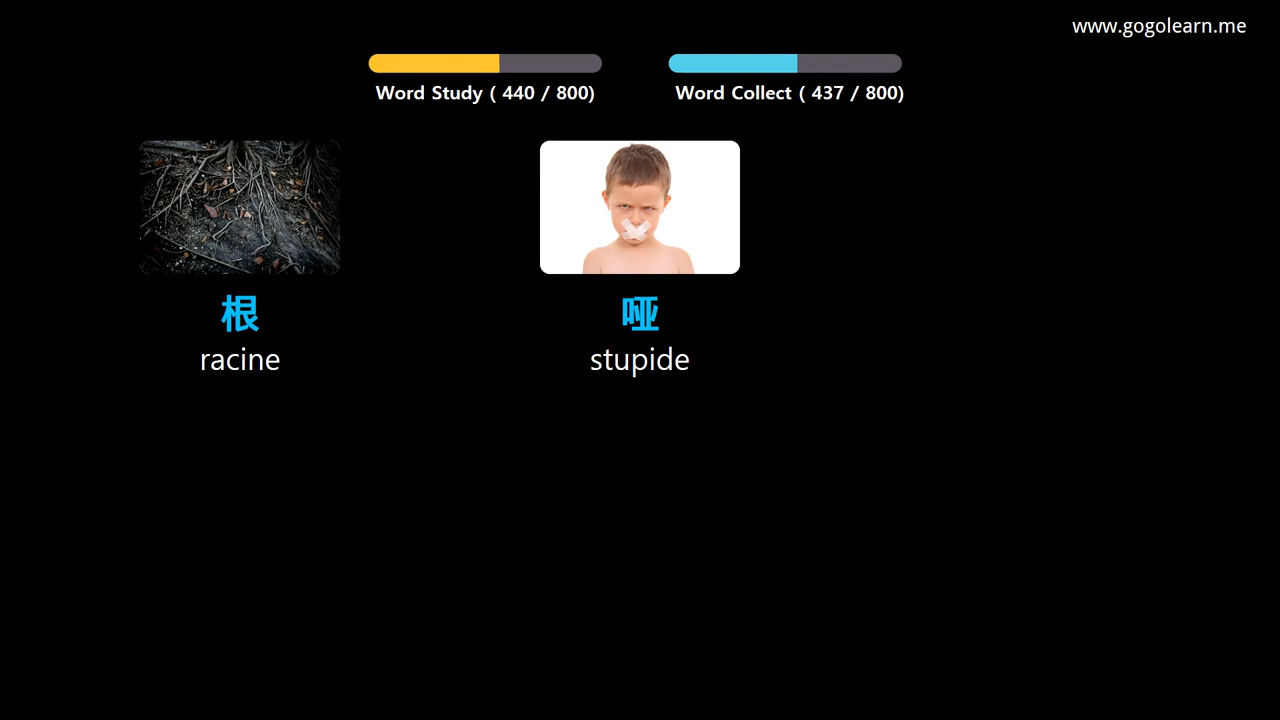 www.gogolearn.me
Word Study ( 440 / 800)
Word Collect ( 437 / 800)
根
racine
哑
stupide